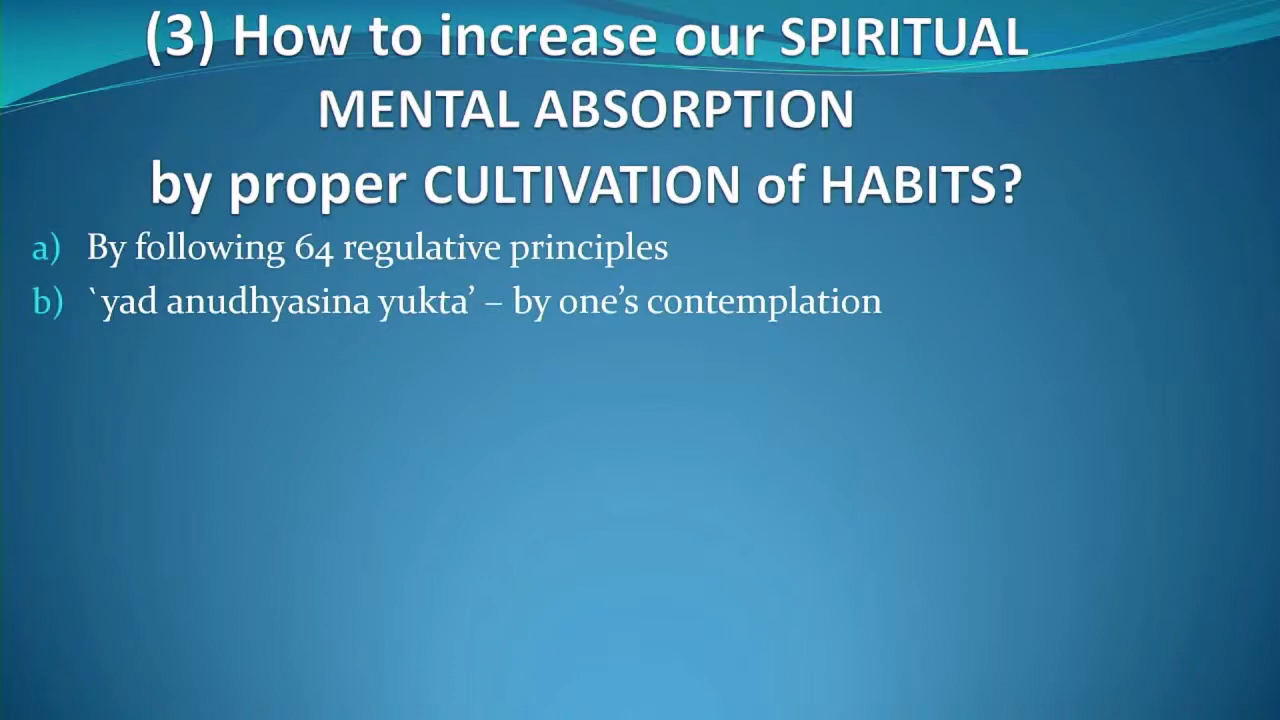 (3) How to increase our SPIRITUAL
MENTAL ABSORPTION
by proper CULTIVATION of HABITS?
a) By following 64 regulative principles
b) `yad anudhyasina yukta’ – by one’s contemplation